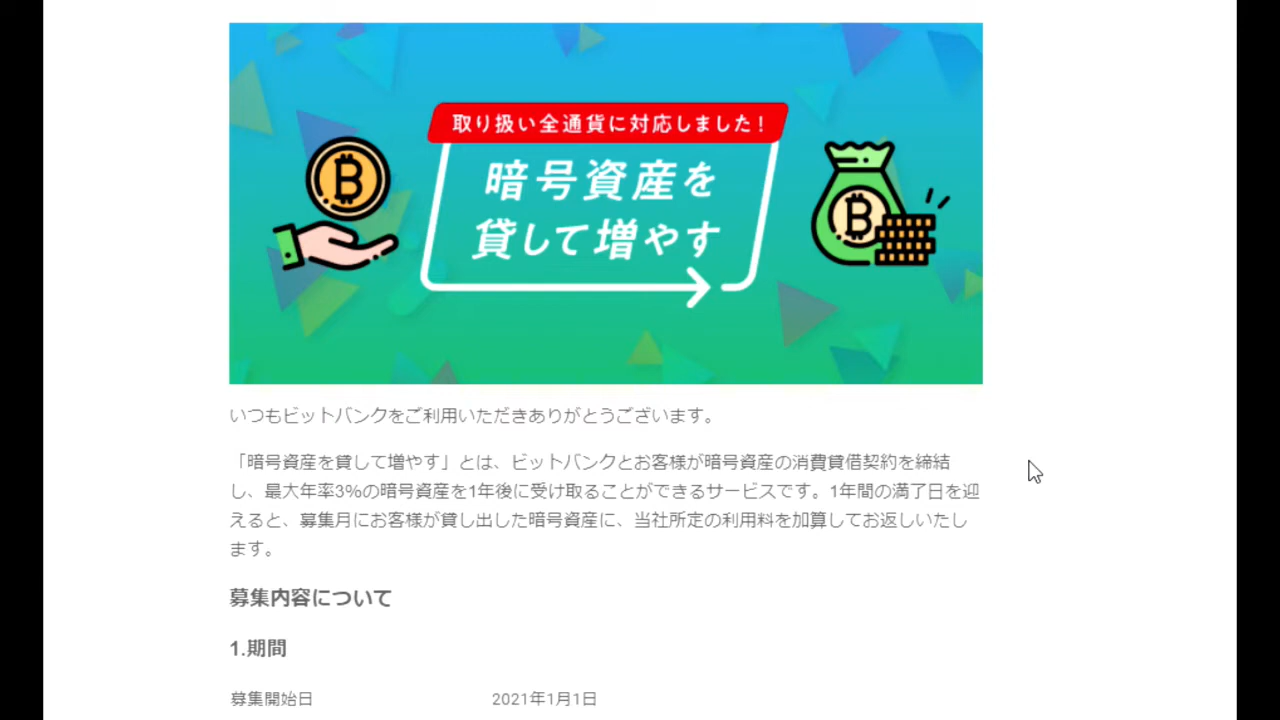 取り扱い全通貨に対応しました!
暗号資産を
貸して増やす
いつもビットバンクをご利用いただきありがとうございます。
「暗号資産を貸して増やす」とは、ビットバンクとお客様が暗号資産の消費貸借契約を締結
し、最大年率3%の暗号資産を1年後に受け取ることができるサービスです。1年間の満了日を迎
えると、募集月にお客様が貸し出した暗号資産に、当社所定の利用料を加算してお返しいたし
ます。
募集内容について
1.期間
募集開始日 2021年1月1日